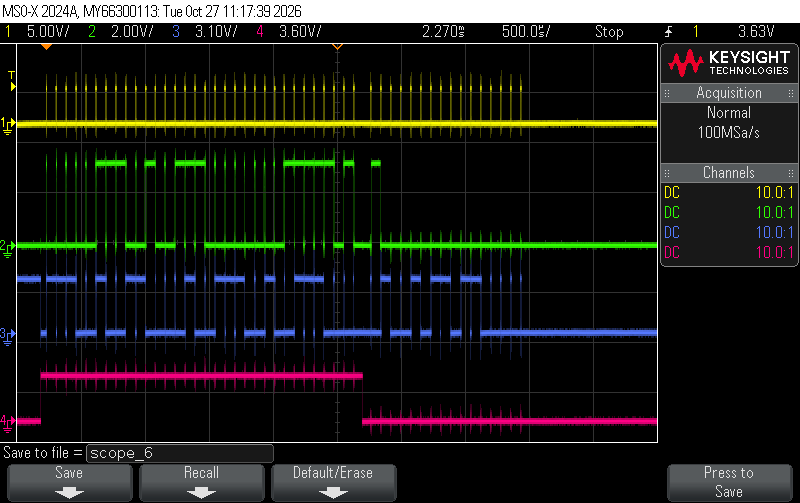 MSO-X 2024A, MY66300113: Tue Oct 27 11:17:39 2026
1 5.00V/ 2 2.00V/ 3 3.10V/ 4 3.60V/ 2.270ms 500.0us/ Stop 1 3.63V
KEYSIGHT
TECHNOLOGIES
Acquisition
Normal
100MSa/s
Channels
DC 10.0:1
DC 10.0:1
DC 10.0:1
DC 10.0:1
T
1
2
3
4
Save to file = scope_6
Save Recall Default/Erase Press to
Save